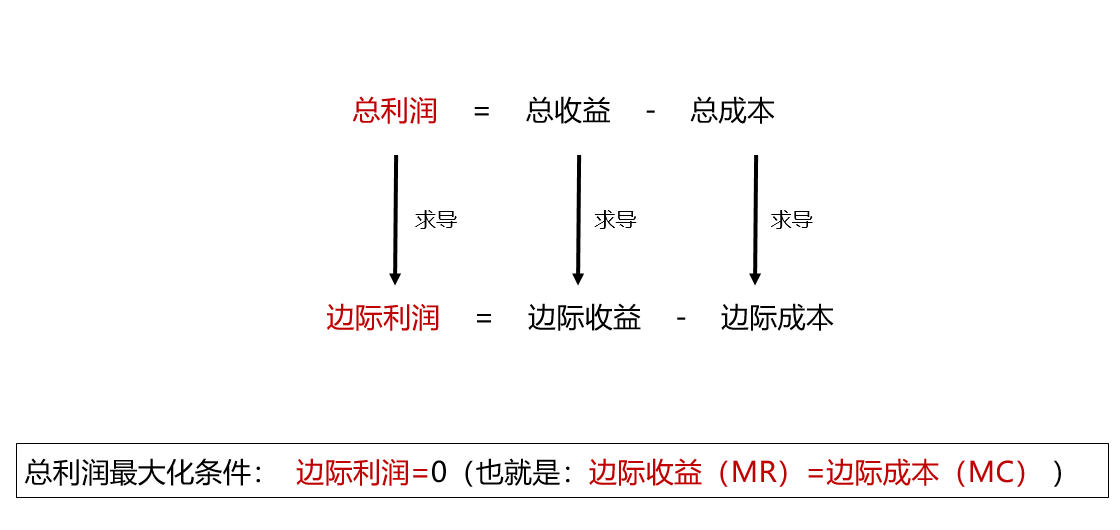 总利润 = 总收益 - 总成本
求导 求导 求导
边际利润 = 边际收益 - 边际成本
总利润最大化条件： 边际利润=0（也就是：边际收益（MR）=边际成本（MC） ）